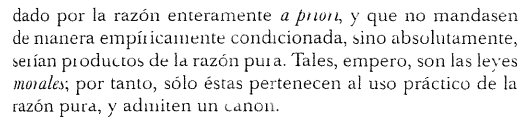 dado por la razón enteramente a priori, y que no mandasen
de manera empíricamente condicionada, sino absolutamente,
serían productos de la razón pura. Tales, empero, son las leyes
morales; por tanto, sólo éstas pertenecen al uso práctico de la
razón pura, y admiten un canon.